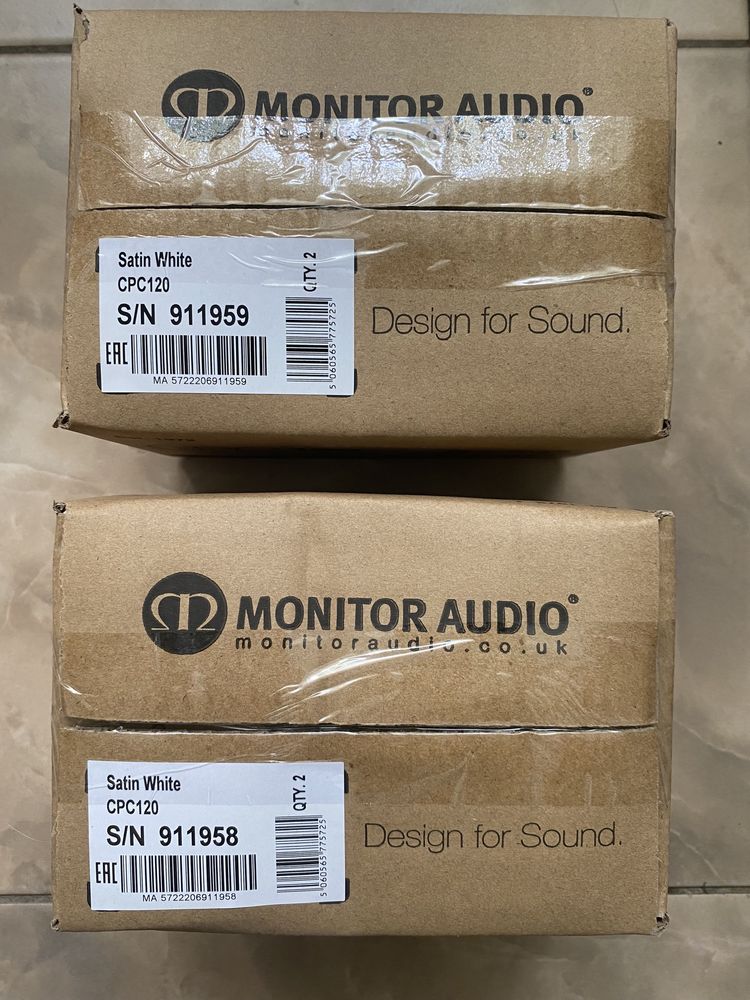 MONITOR AUDIO®
Satin White
CPC120
S/N 911959
EAC
MA 5722206911959
QTY. 2
5 060565 775725
Design for Sound.
MONITOR AUDIO®
monitoraudio.co.uk
Satin White
CPC120
S/N 911958
EAC
MA 5722206911958
QTY. 2
5 060565 775725
Design for Sound.